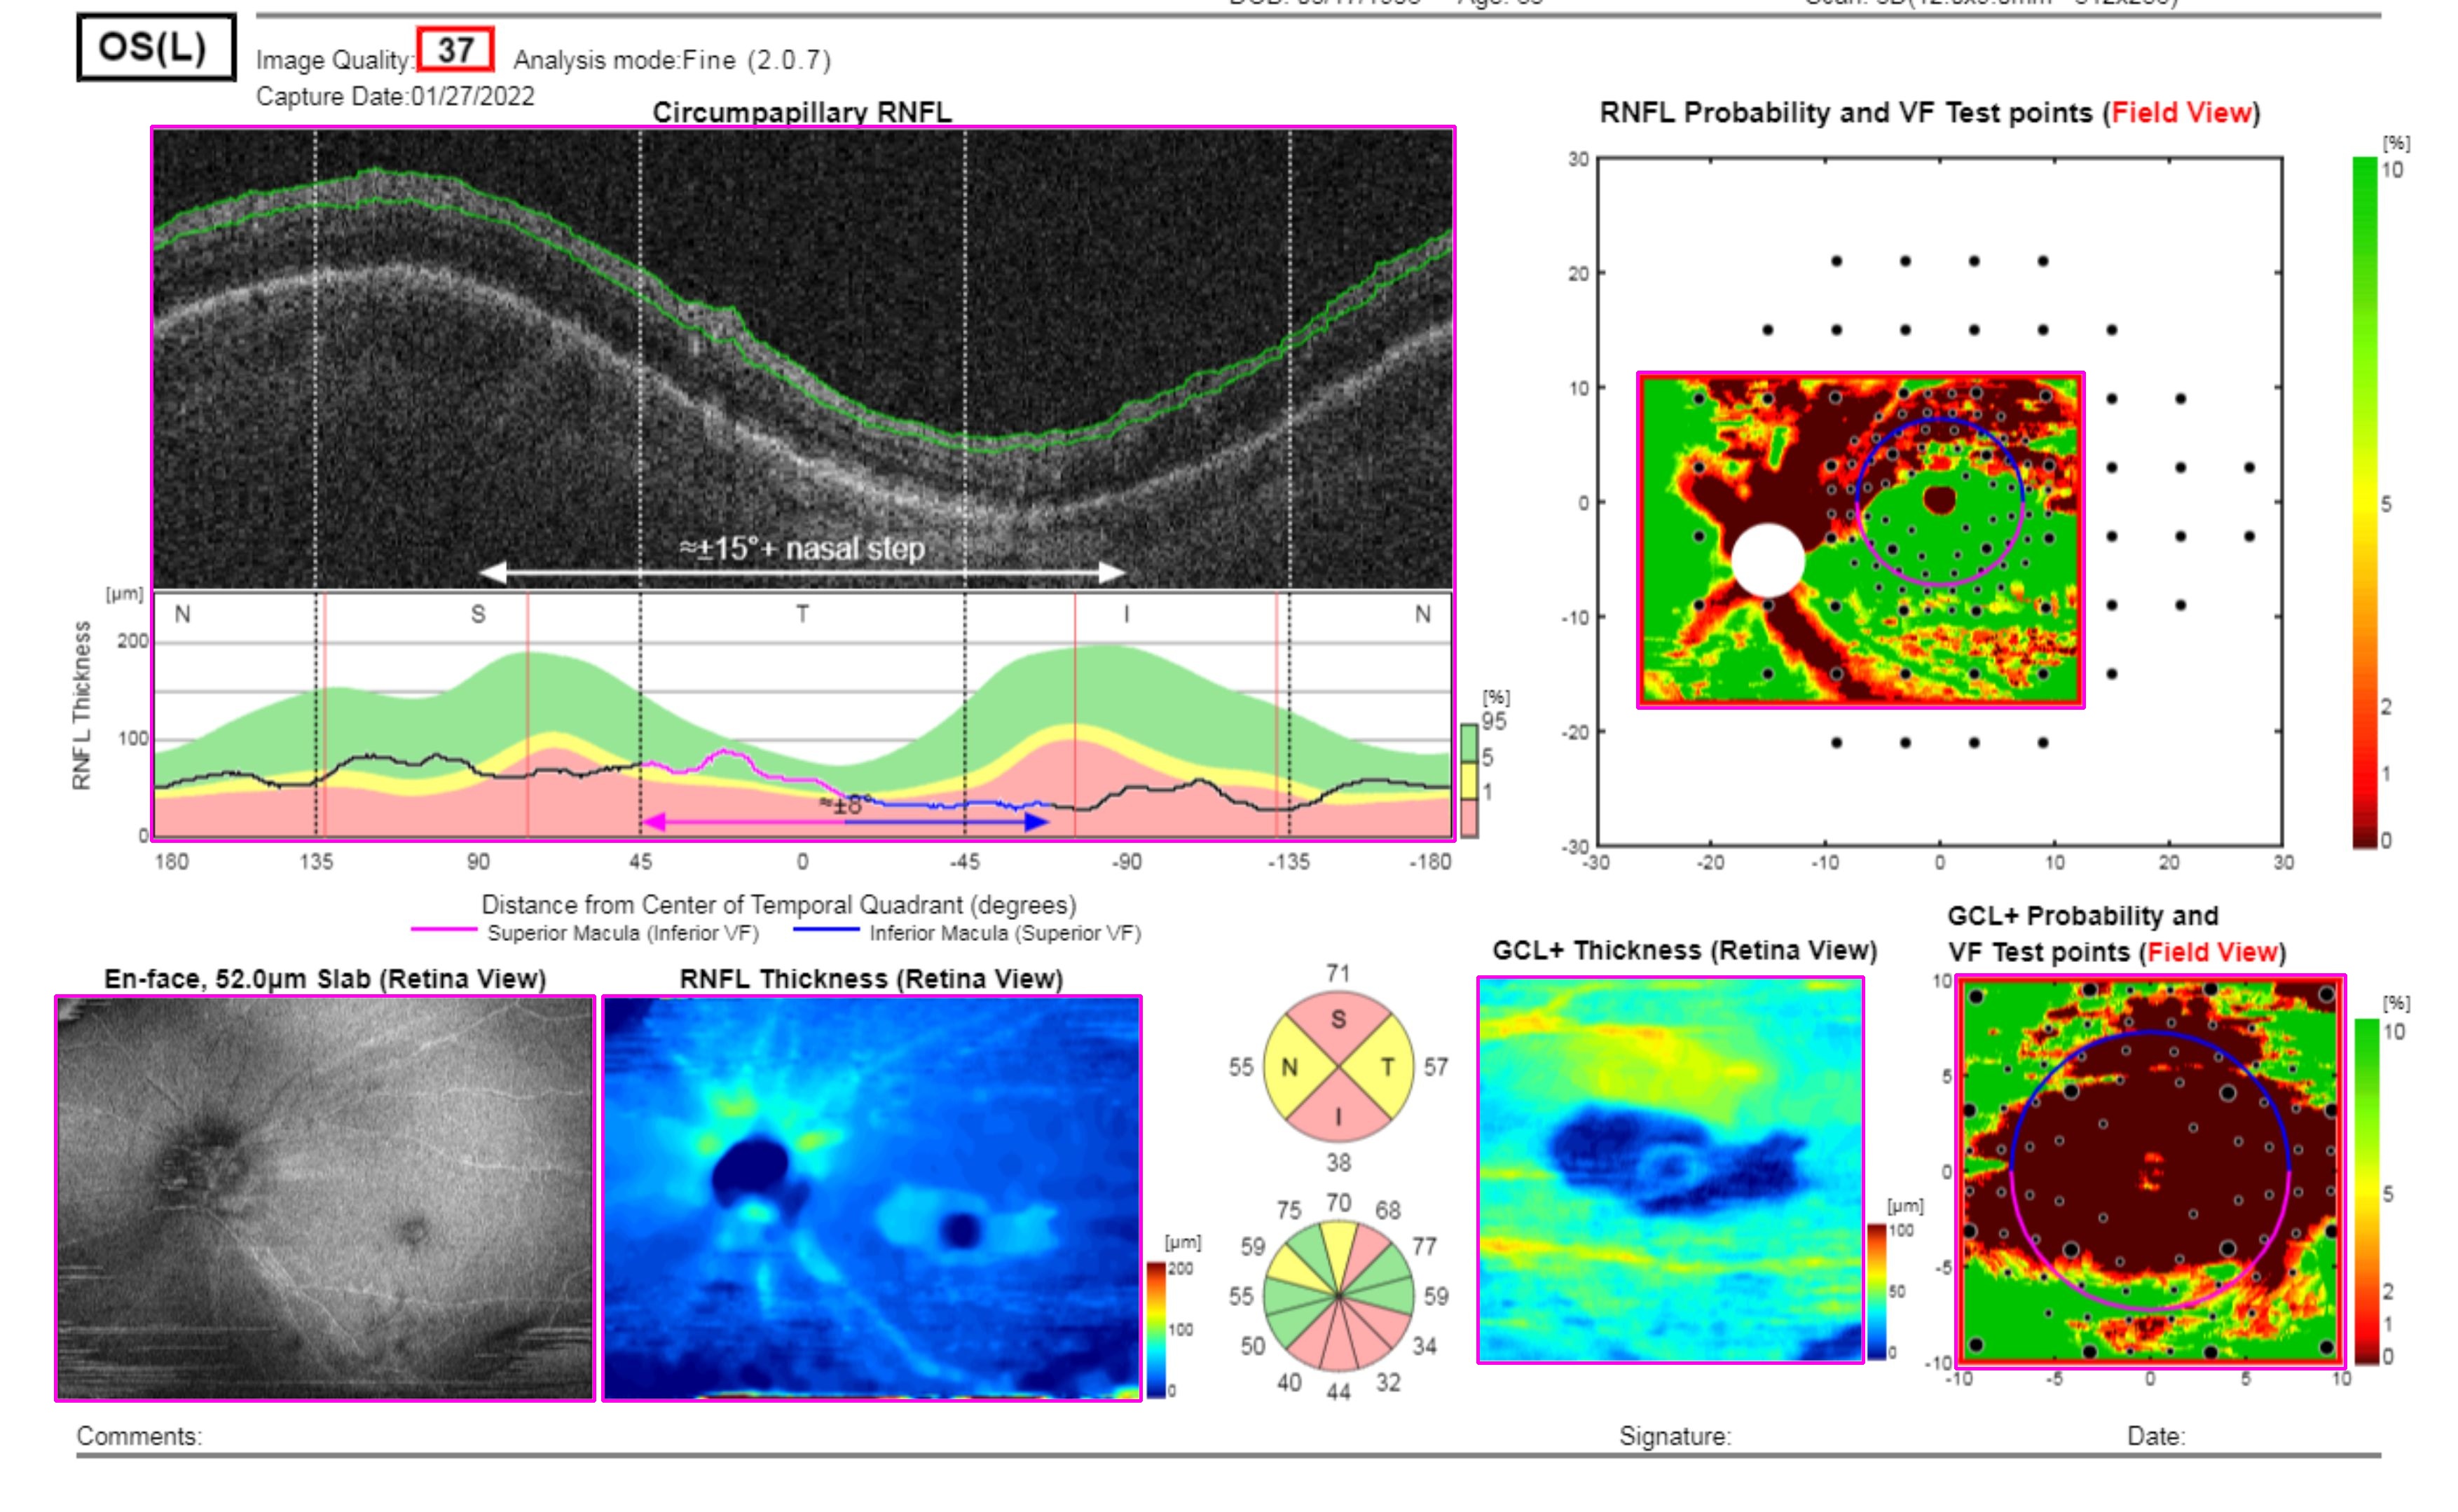 OS(L)
Image Quality: 37 Analysis mode:Fine (2.0.7)
Capture Date:01/27/2022
Circumpapillary RNFL
≈±15°+ nasal step
[µm]
N S T I N
200
100
0
RNFL Thickness
≈±8°
180 135 90 45 0 -45 -90 -135 -180
[%]
95
5
1
Distance from Center of Temporal Quadrant (degrees)
Superior Macula (Inferior VF) Inferior Macula (Superior VF)
RNFL Probability and VF Test points (Field View)
30
20
10
0
-10
-20
-30
-30 -20 -10 0 10 20 30
[%]
10
5
2
1
0
En-face, 52.0µm Slab (Retina View)
RNFL Thickness (Retina View)
[µm]
200
100
0
71
S
55 N T 57
I
38
75 70 68
59 77
55 59
50 34
40 44 32
GCL+ Thickness (Retina View)
[µm]
100
50
0
GCL+ Probability and
VF Test points (Field View)
10
5
0
-5
-10
-10 -5 0 5 10
[%]
10
5
2
1
0
Comments: Signature: Date: